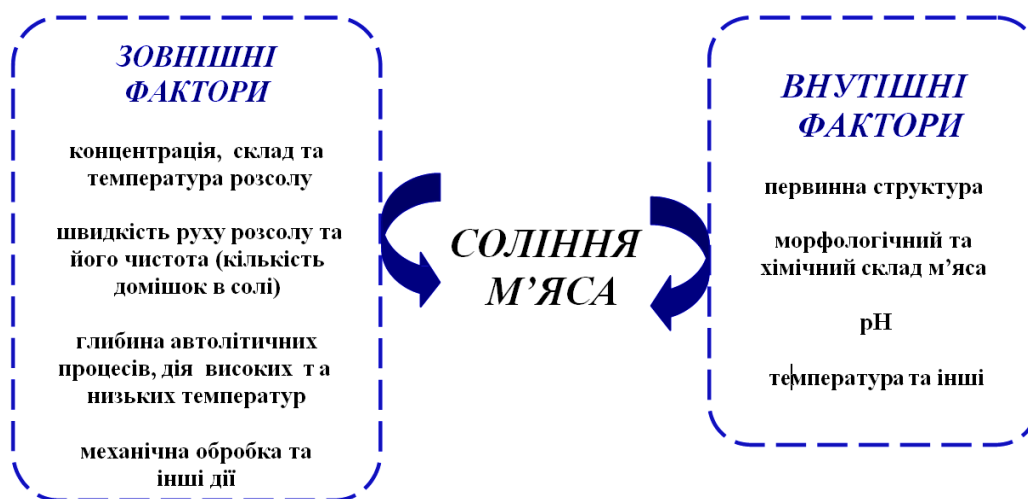 ЗОВНІШНІ
ФАКТОРИ
концентрація, склад та
температура розсолу
швидкість руху розсолу та
його чистота (кількість
домішок в солі)
глибина автолітичних
процесів, дія високих та
низьких температур
механічна обробка та
інші дії
СОЛІННЯ
М’ЯСА
ВНУТІШНІ
ФАКТОРИ
первинна структура
морфологічний та
хімічний склад м’яса
рН
температура та інші